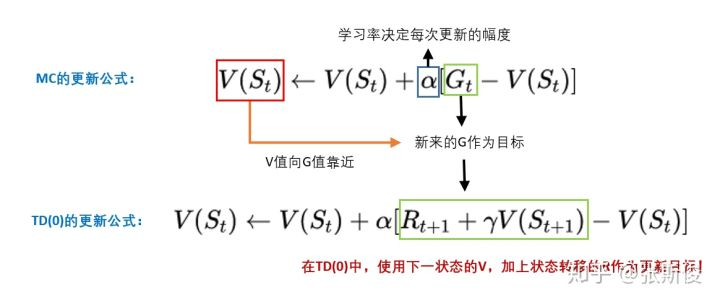 学习率决定每次更新的幅度
MC的更新公式： V(S_t) ← V(S_t) + α[G_t − V(S_t)]
新来的G作为目标
V值向G值靠近
TD(0)的更新公式： V(S_t) ← V(S_t) + α[R_{t+1} + γV(S_{t+1}) − V(S_t)]
在TD(0)中，使用下一状态的V，加上状态转移的R作为更新目标！
知乎 @张斯俊